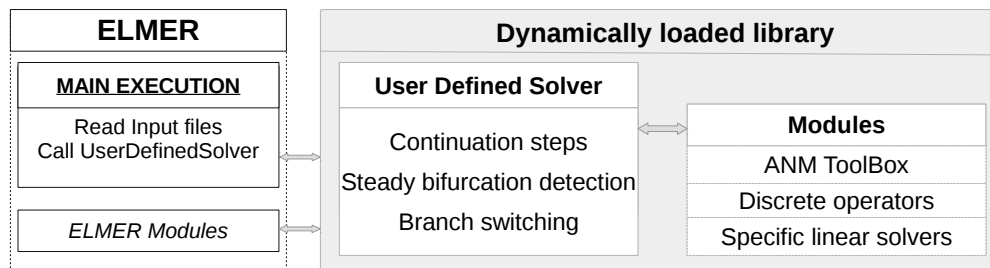 ELMER
MAIN EXECUTION
Read Input files
Call UserDefinedSolver
ELMER Modules
Dynamically loaded library
User Defined Solver
Continuation steps
Steady bifurcation detection
Branch switching
Modules
ANM ToolBox
Discrete operators
Specific linear solvers